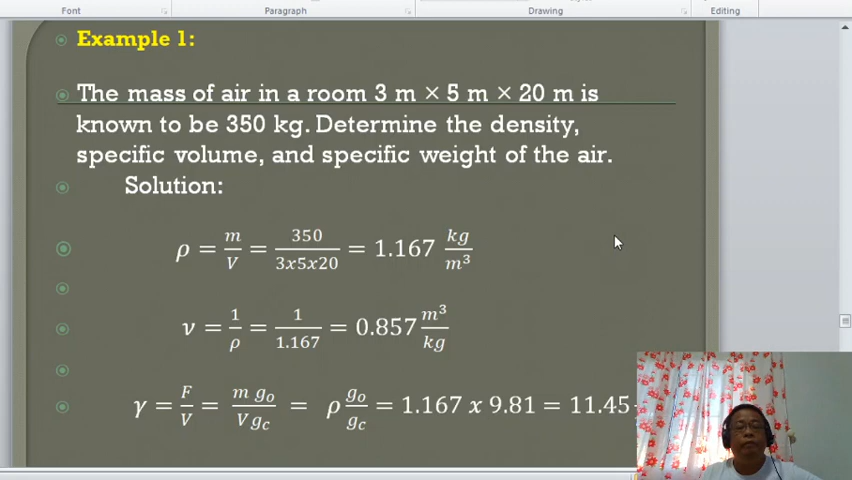 Font Paragraph Drawing Editing
Example 1:
The mass of air in a room 3 m × 5 m × 20 m is
known to be 350 kg. Determine the density,
specific volume, and specific weight of the air.
Solution:
ρ = m/V = 350/3x5x20 = 1.167 kg/m³
ν = 1/ρ = 1/1.167 = 0.857 m³/kg
γ = F/V = m g₀/Vg_c = ρ g₀/g_c = 1.167 x 9.81 = 11.45